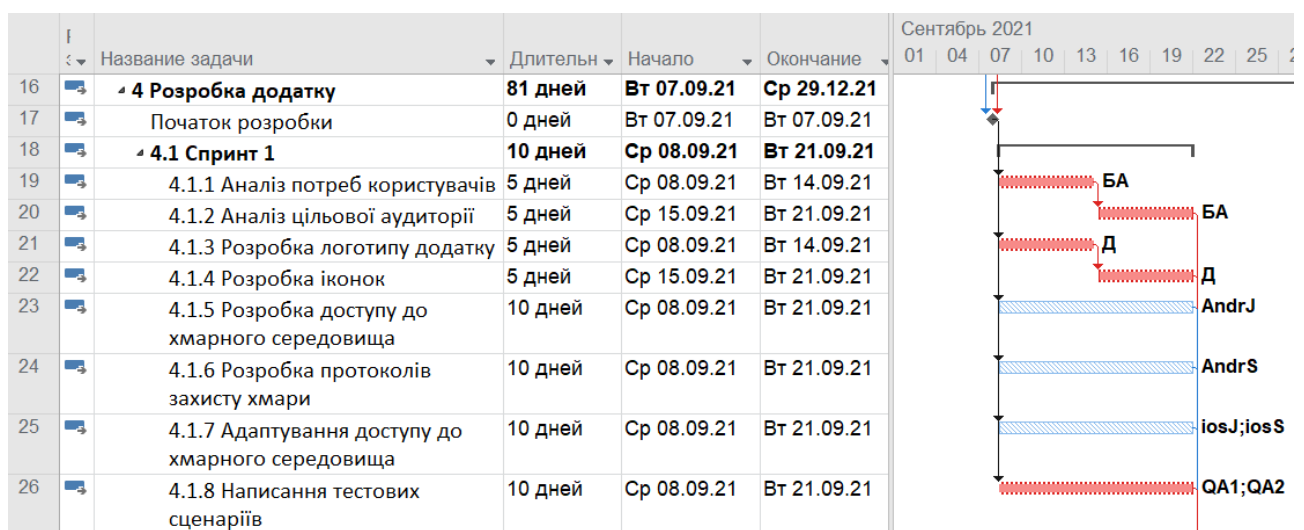 Сентябрь 2021
Название задачи Длительн Начало Окончание 01 04 07 10 13 16 19 22 25
16 4 Розробка додатку 81 дней Вт 07.09.21 Ср 29.12.21
17 Початок розробки 0 дней Вт 07.09.21 Вт 07.09.21
18 4.1 Спринт 1 10 дней Ср 08.09.21 Вт 21.09.21
19 4.1.1 Аналіз потреб користувачів 5 дней Ср 08.09.21 Вт 14.09.21 БА
20 4.1.2 Аналіз цільової аудиторії 5 дней Ср 15.09.21 Вт 21.09.21 БА
21 4.1.3 Розробка логотипу додатку 5 дней Ср 08.09.21 Вт 14.09.21 Д
22 4.1.4 Розробка іконок 5 дней Ср 15.09.21 Вт 21.09.21 Д
23 4.1.5 Розробка доступу до 10 дней Ср 08.09.21 Вт 21.09.21 AndrJ
хмарного середовища
24 4.1.6 Розробка протоколів 10 дней Ср 08.09.21 Вт 21.09.21 AndrS
захисту хмари
25 4.1.7 Адаптування доступу до 10 дней Ср 08.09.21 Вт 21.09.21 iosJ;iosS
хмарного середовища
26 4.1.8 Написання тестових 10 дней Ср 08.09.21 Вт 21.09.21 QA1;QA2
сценаріїв